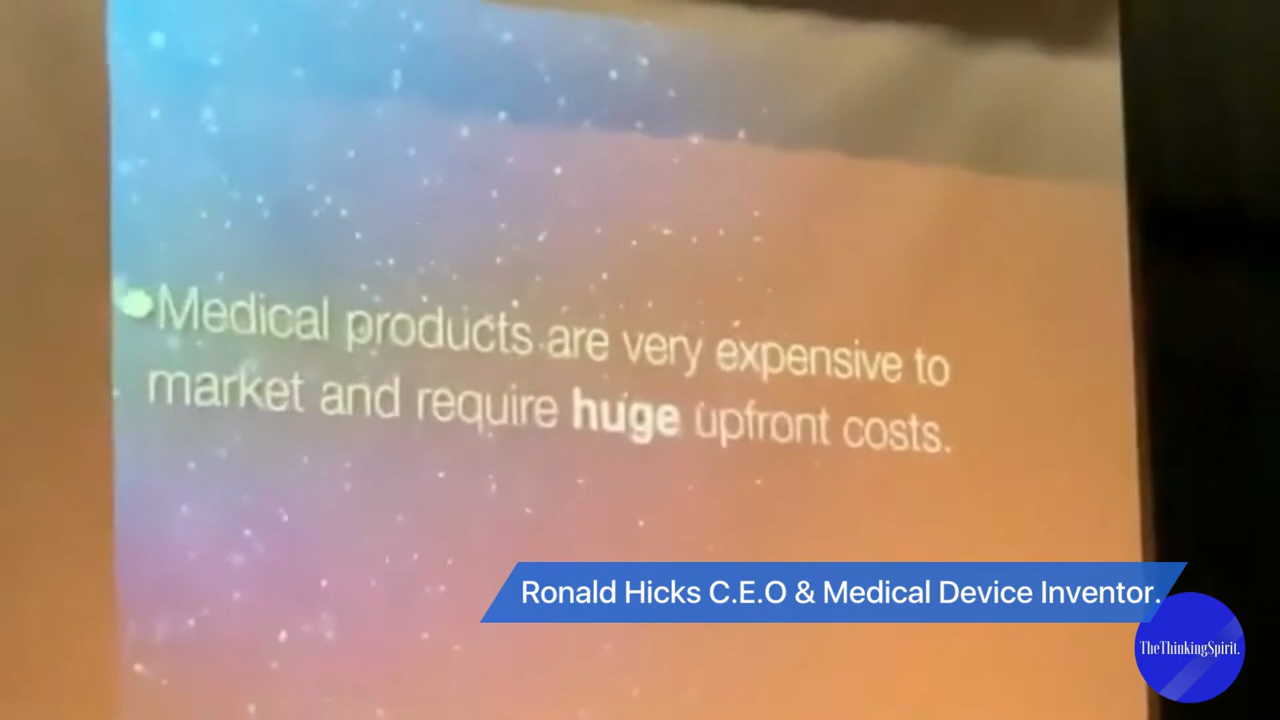 •Medical products are very expensive to
market and require huge upfront costs.
Ronald Hicks C.E.O & Medical Device Inventor.
TheThinkingSpirit.